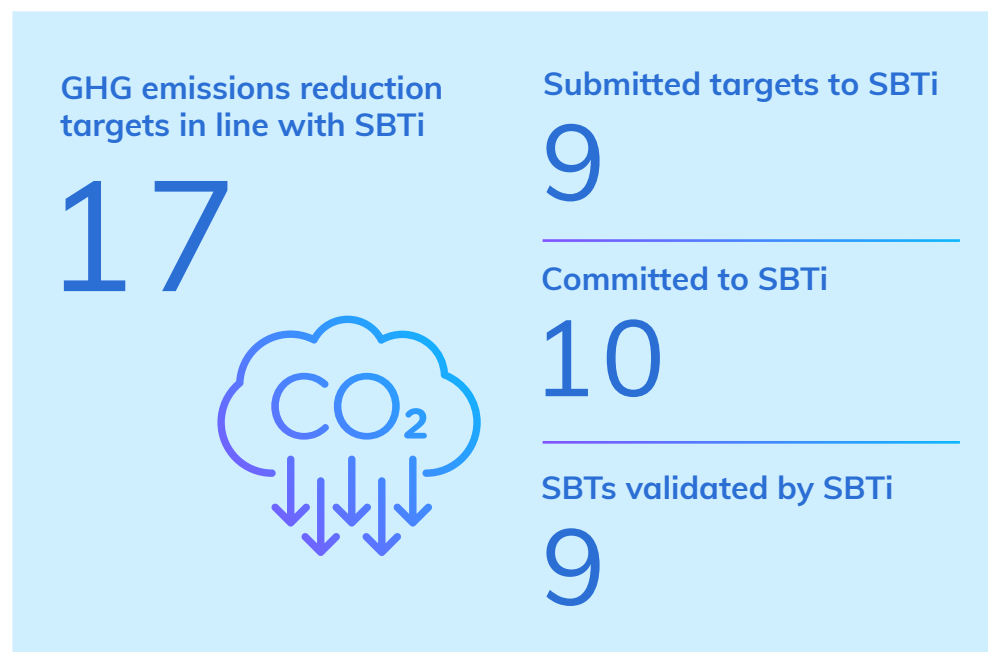 GHG emissions reduction
targets in line with SBTi
17
CO₂
Submitted targets to SBTi
9
Committed to SBTi
10
SBTs validated by SBTi
9